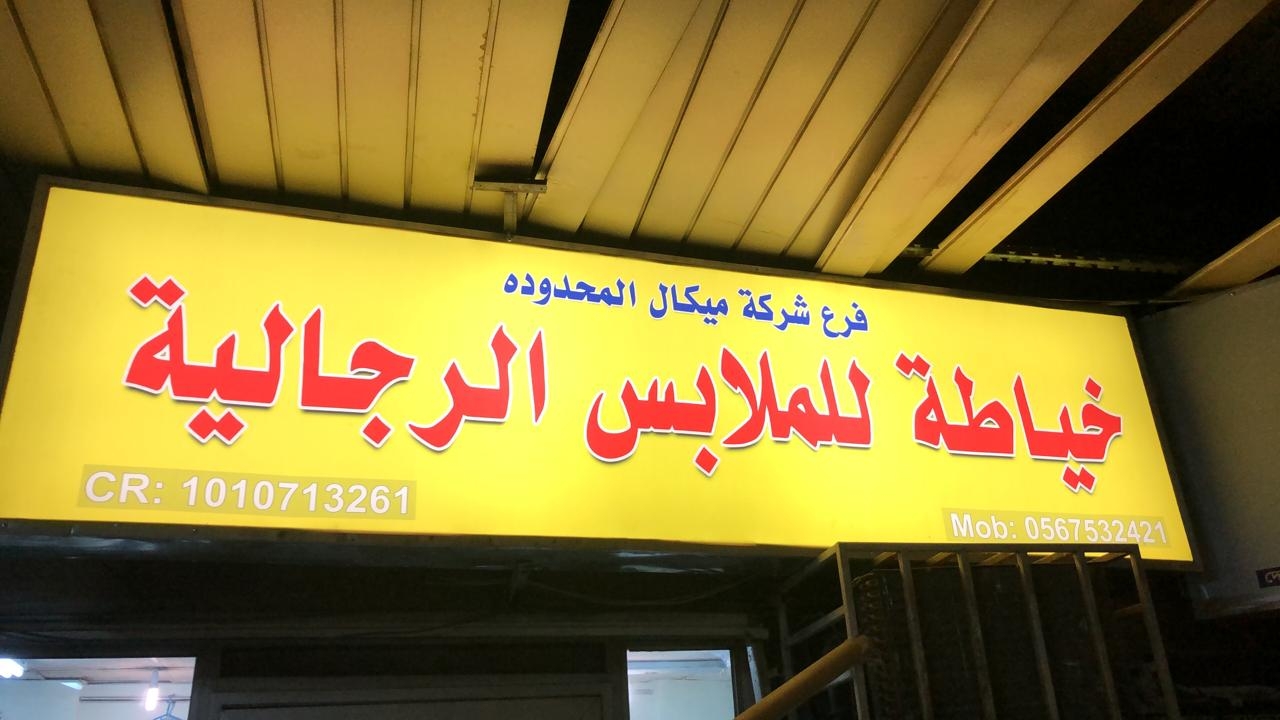 فرع شركة ميكال المحدوده
خياطة للملابس الرجالية
CR: 1010713261
Mob: 0567532421